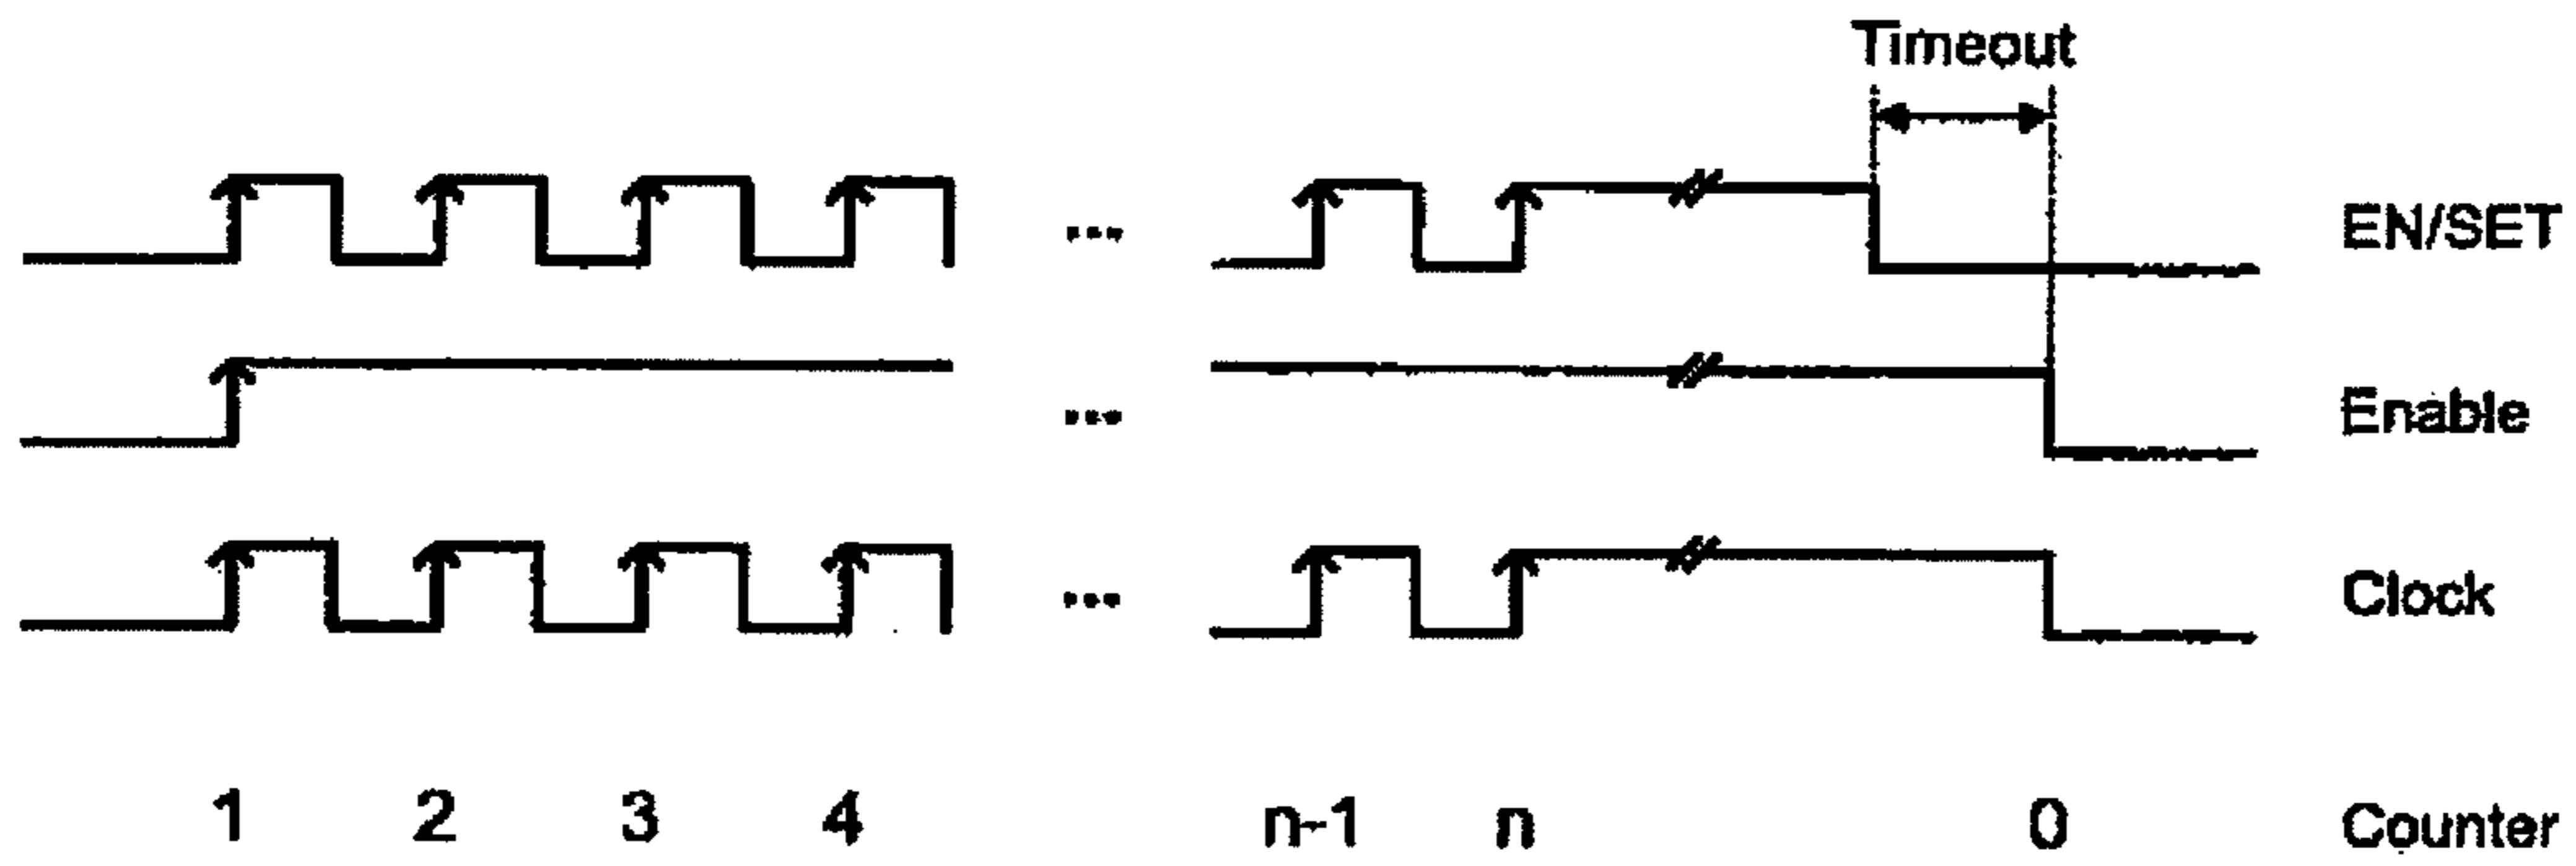 Timeout
EN/SET
...
Enable
...
Clock
...
1 2 3 4 n-1 n 0 Counter